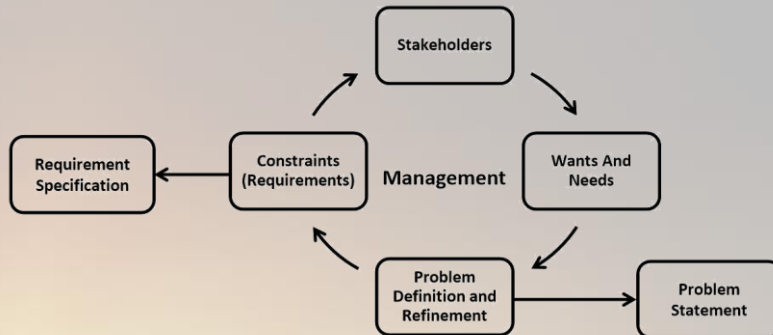 Stakeholders
Requirement
Specification
Constraints
(Requirements)
Management
Wants And
Needs
Problem
Definition and
Refinement
Problem
Statement